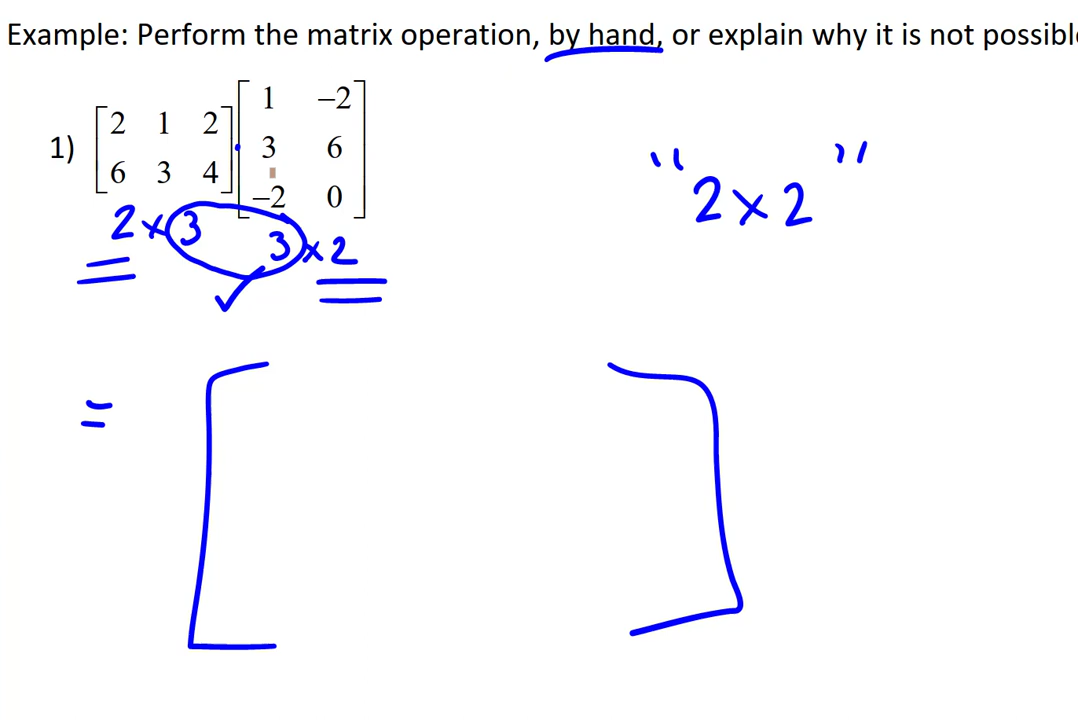 Example: Perform the matrix operation, by hand, or explain why it is not possibl
1) [2 1 2
6 3 4] · [1 −2
3 6
−2 0]
2 × 3 3 × 2
"2×2"
= [ ]